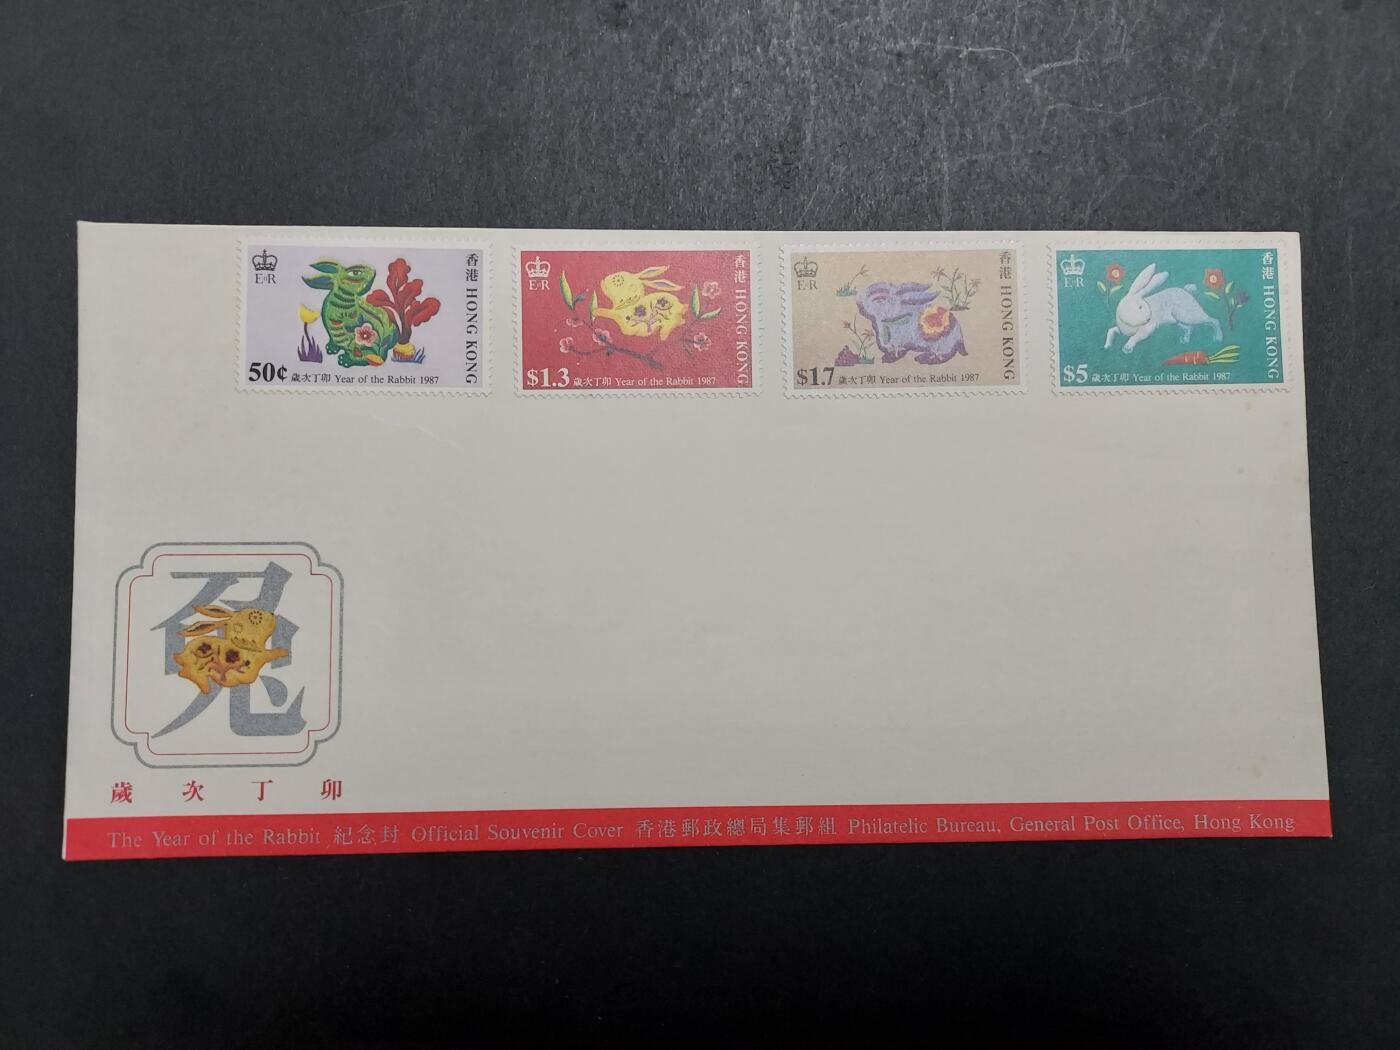 E II R
香港 HONG KONG
50¢ 歲次丁卯 Year of the Rabbit 1987
E II R
香港 HONG KONG
$1.3 歲次丁卯 Year of the Rabbit 1987
E II R
香港 HONG KONG
$1.7 歲次丁卯 Year of the Rabbit 1987
E II R
香港 HONG KONG
$5 歲次丁卯 Year of the Rabbit 1987
兔
歲次丁卯
The Year of the Rabbit 紀念封 Official Souvenir Cover 香港郵政總局集郵組 Philatelic Bureau, General Post Office, Hong Kong